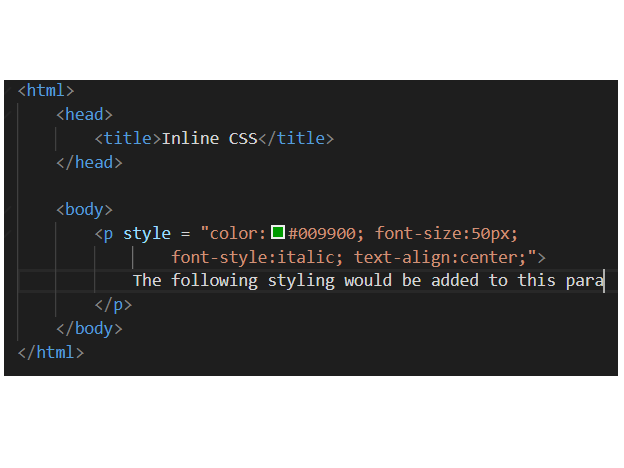 <html>
<head>
<title>Inline CSS</title>
</head>
<body>
<p style = "color:#009900; font-size:50px;
font-style:italic; text-align:center;">
The following styling would be added to this para
</p>
</body>
</html>